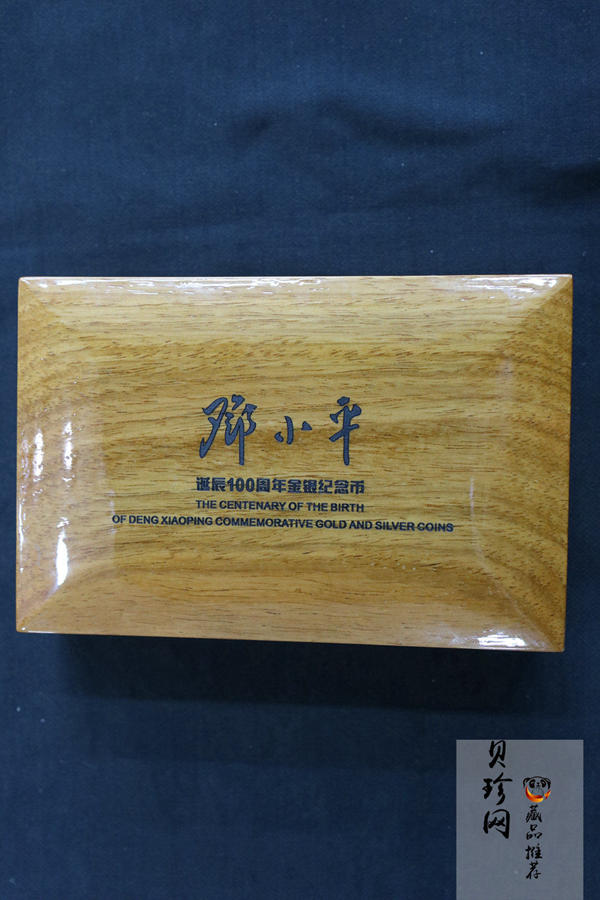 邓小平
诞辰100周年金银纪念币
THE CENTENARY OF THE BIRTH
OF DENG XIAOPING COMMEMORATIVE GOLD AND SILVER COINS
贝珍网
藏品推荐